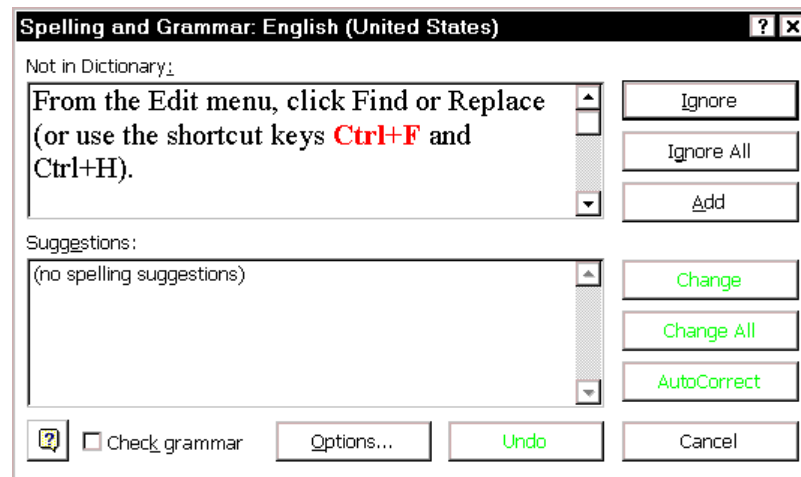 Spelling and Grammar: English (United States)
Not in Dictionary:
From the Edit menu, click Find or Replace
(or use the shortcut keys Ctrl+F and
Ctrl+H).
Ignore
Ignore All
Add
Suggestions:
(no spelling suggestions)
Change
Change All
AutoCorrect
Check grammar
Options...
Undo
Cancel